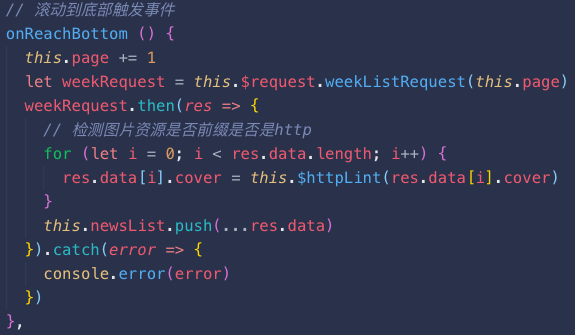 // 滚动到底部触发事件
onReachBottom () {
this.page += 1
let weekRequest = this.$request.weekListRequest(this.page)
weekRequest.then(res => {
// 检测图片资源是否前缀是否是http
for (let i = 0; i < res.data.length; i++) {
res.data[i].cover = this.$httpLint(res.data[i].cover)
}
this.newsList.push(...res.data)
}).catch(error => {
console.error(error)
})
},